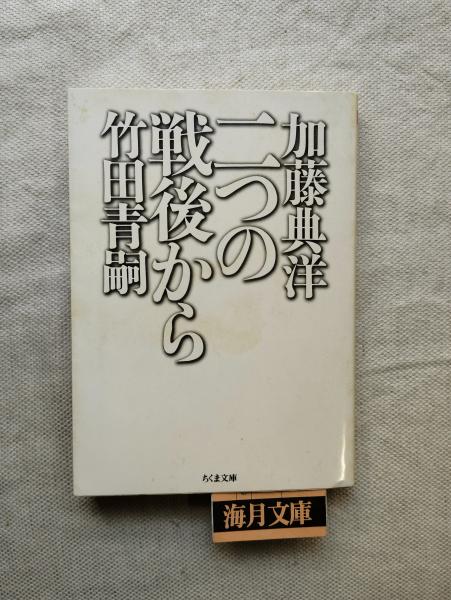 加藤典洋
二つの
戦後から
竹田青嗣
ちくま文庫
海月文庫